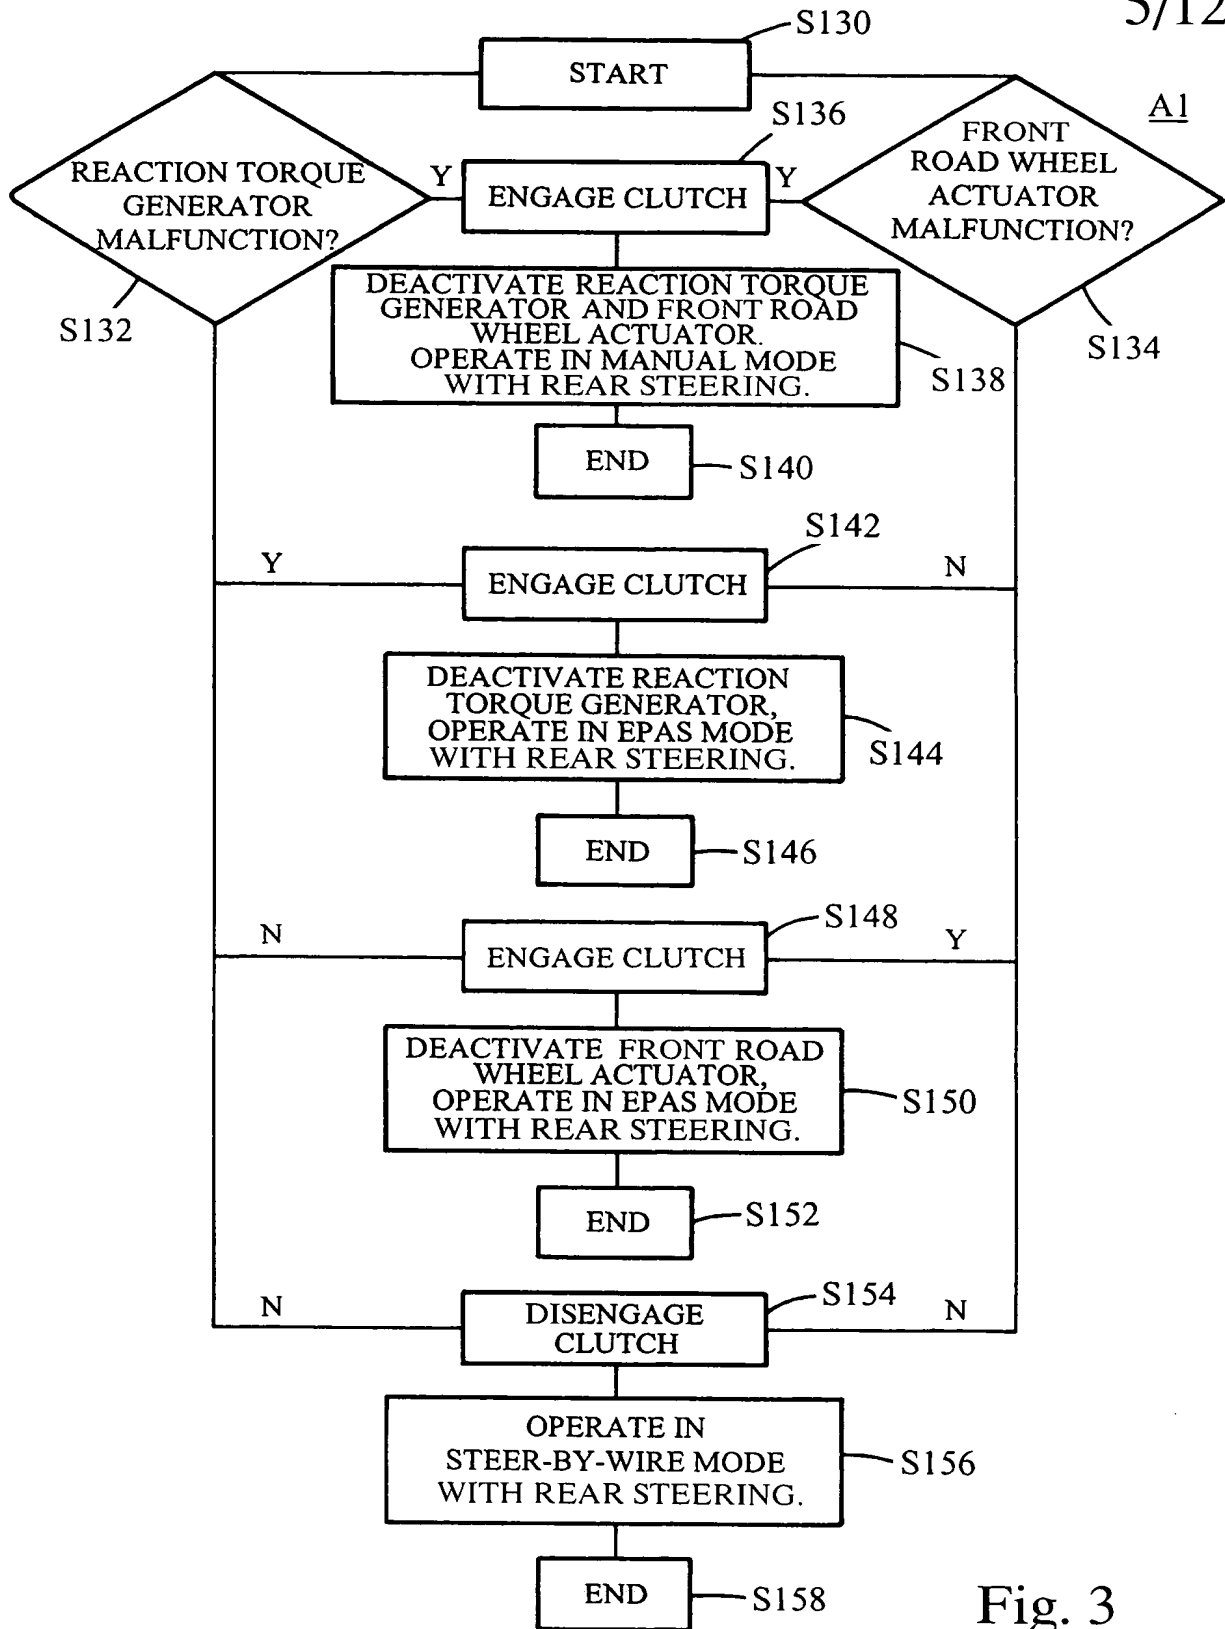 5/12
S130
START
A1
S136
REACTION TORQUE
GENERATOR
MALFUNCTION?
Y
ENGAGE CLUTCH
Y
FRONT
ROAD WHEEL
ACTUATOR
MALFUNCTION?
S132
S134
DEACTIVATE REACTION TORQUE
GENERATOR AND FRONT ROAD
WHEEL ACTUATOR.
OPERATE IN MANUAL MODE
WITH REAR STEERING.
S138
END
S140
S142
Y
ENGAGE CLUTCH
N
DEACTIVATE REACTION
TORQUE GENERATOR,
OPERATE IN EPAS MODE
WITH REAR STEERING.
S144
END
S146
S148
N
ENGAGE CLUTCH
Y
DEACTIVATE FRONT ROAD
WHEEL ACTUATOR,
OPERATE IN EPAS MODE
WITH REAR STEERING.
S150
END
S152
S154
N
DISENGAGE
CLUTCH
N
OPERATE IN
STEER-BY-WIRE MODE
WITH REAR STEERING.
S156
END
S158
Fig. 3